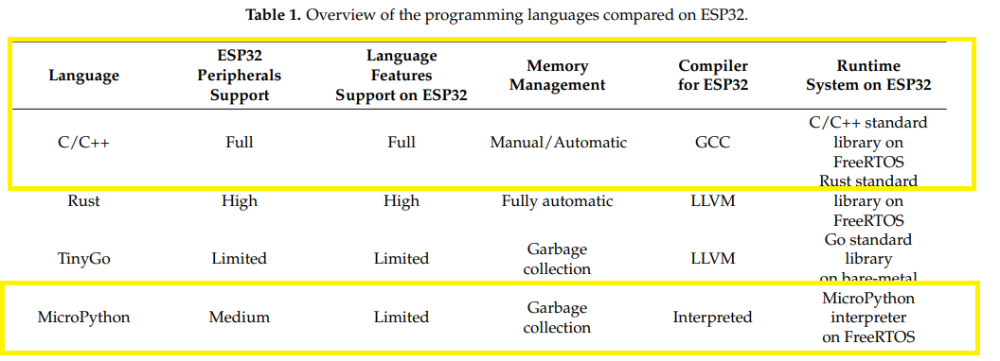 Table 1. Overview of the programming languages compared on ESP32.
Language ESP32 Peripherals Support Language Features Support on ESP32 Memory Management Compiler for ESP32 Runtime System on ESP32
C/C++ Full Full Manual/Automatic GCC C/C++ standard library on FreeRTOS
Rust High High Fully automatic LLVM Rust standard library on FreeRTOS
TinyGo Limited Limited Garbage collection LLVM Go standard library on bare-metal
MicroPython Medium Limited Garbage collection Interpreted MicroPython interpreter on FreeRTOS